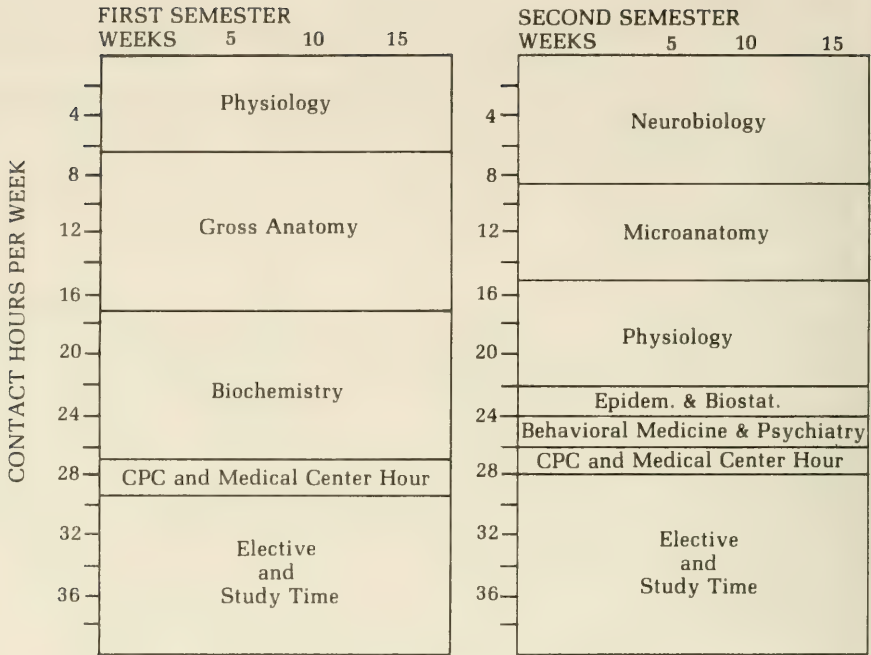 FIRST SEMESTER
WEEKS 5 10 15
CONTACT HOURS PER WEEK
4
8
12
16
20
24
28
32
36
Physiology
Gross Anatomy
Biochemistry
CPC and Medical Center Hour
Elective
and
Study Time
SECOND SEMESTER
WEEKS 5 10 15
4
8
12
16
20
24
28
32
36
Neurobiology
Microanatomy
Physiology
Epidem. & Biostat.
Behavioral Medicine & Psychiatry
CPC and Medical Center Hour
Elective
and
Study Time